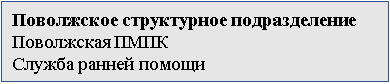 Поволжское структурное подразделение
Поволжская ПМПК
Служба ранней помощи